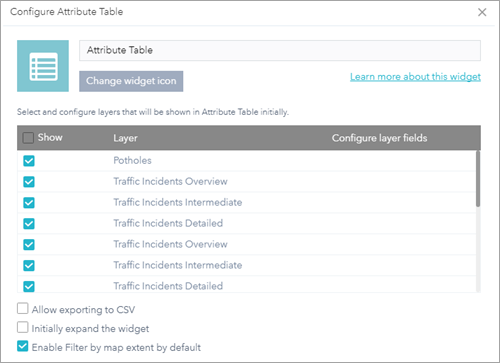 Configure Attribute Table
Attribute Table
Change widget icon
Learn more about this widget
Select and configure layers that will be shown in Attribute Table initially.
Show Layer Configure layer fields
Potholes
Traffic Incidents Overview
Traffic Incidents Intermediate
Traffic Incidents Detailed
Traffic Incidents Overview
Traffic Incidents Intermediate
Traffic Incidents Detailed
Allow exporting to CSV
Initially expand the widget
Enable Filter by map extent by default